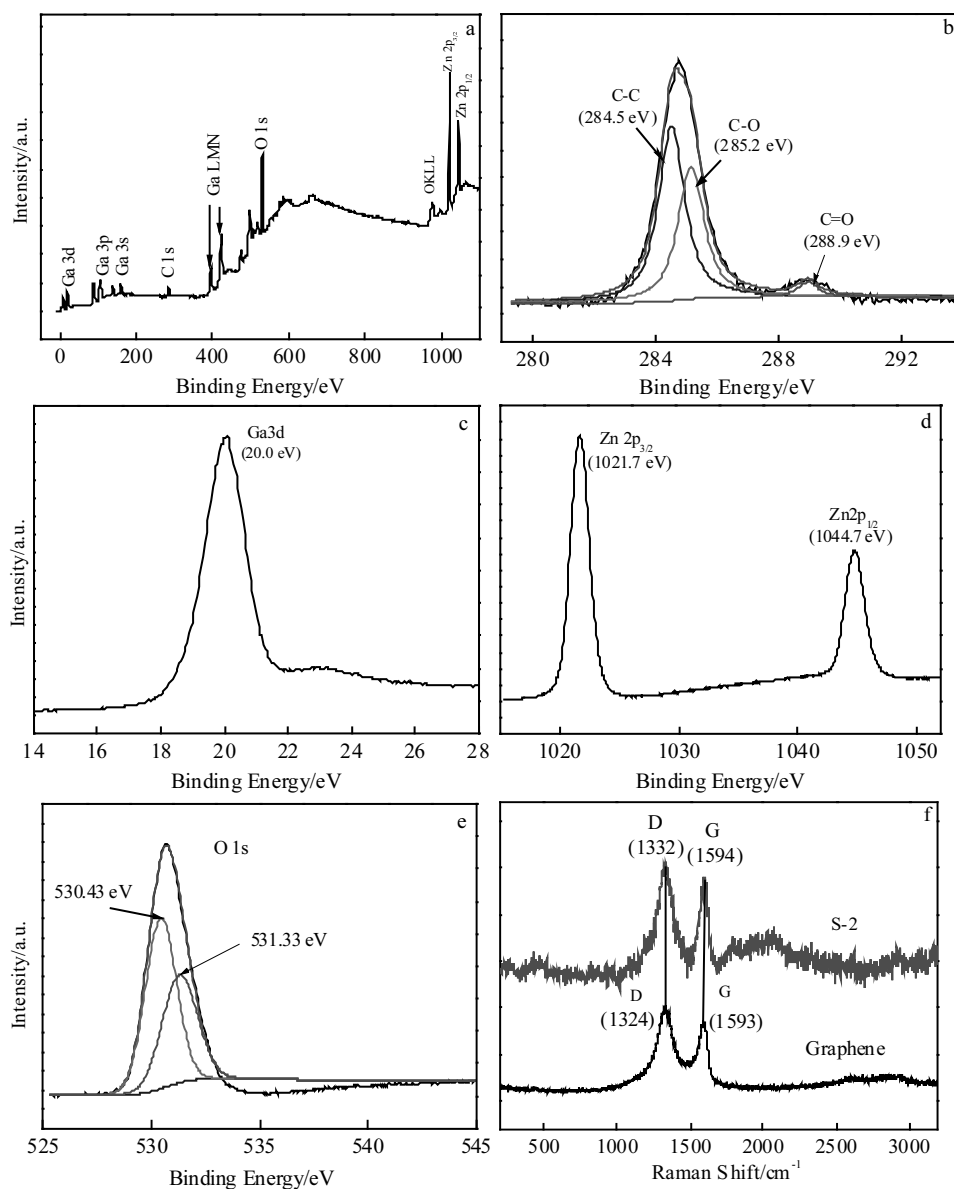 a
Intensity/a.u.
Ga 3d
Ga 3p
Ga 3s
C 1s
Ga LMN
O 1s
OKLL
Zn 2p3/2
Zn 2p1/2
0 200 400 600 800 1000
Binding Energy/eV
b
Intensity/a.u.
C-C
(284.5 eV)
C-O
(285.2 eV)
C=O
(288.9 eV)
280 284 288 292
Binding Energy/eV
c
Intensity/a.u.
Ga3d
(20.0 eV)
14 16 18 20 22 24 26 28
Binding Energy/eV
d
Intensity/a.u.
Zn 2p3/2
(1021.7 eV)
Zn2p1/2
(1044.7 eV)
1020 1030 1040 1050
Binding Energy/eV
e
Intensity/a.u.
O 1s
530.43 eV
531.33 eV
525 530 535 540 545
Binding Energy/eV
f
Intensity/a.u.
D G
(1332) (1594)
S-2
D G
(1324) (1593)
Graphene
500 1000 1500 2000 2500 3000
Raman Shift/cm-1